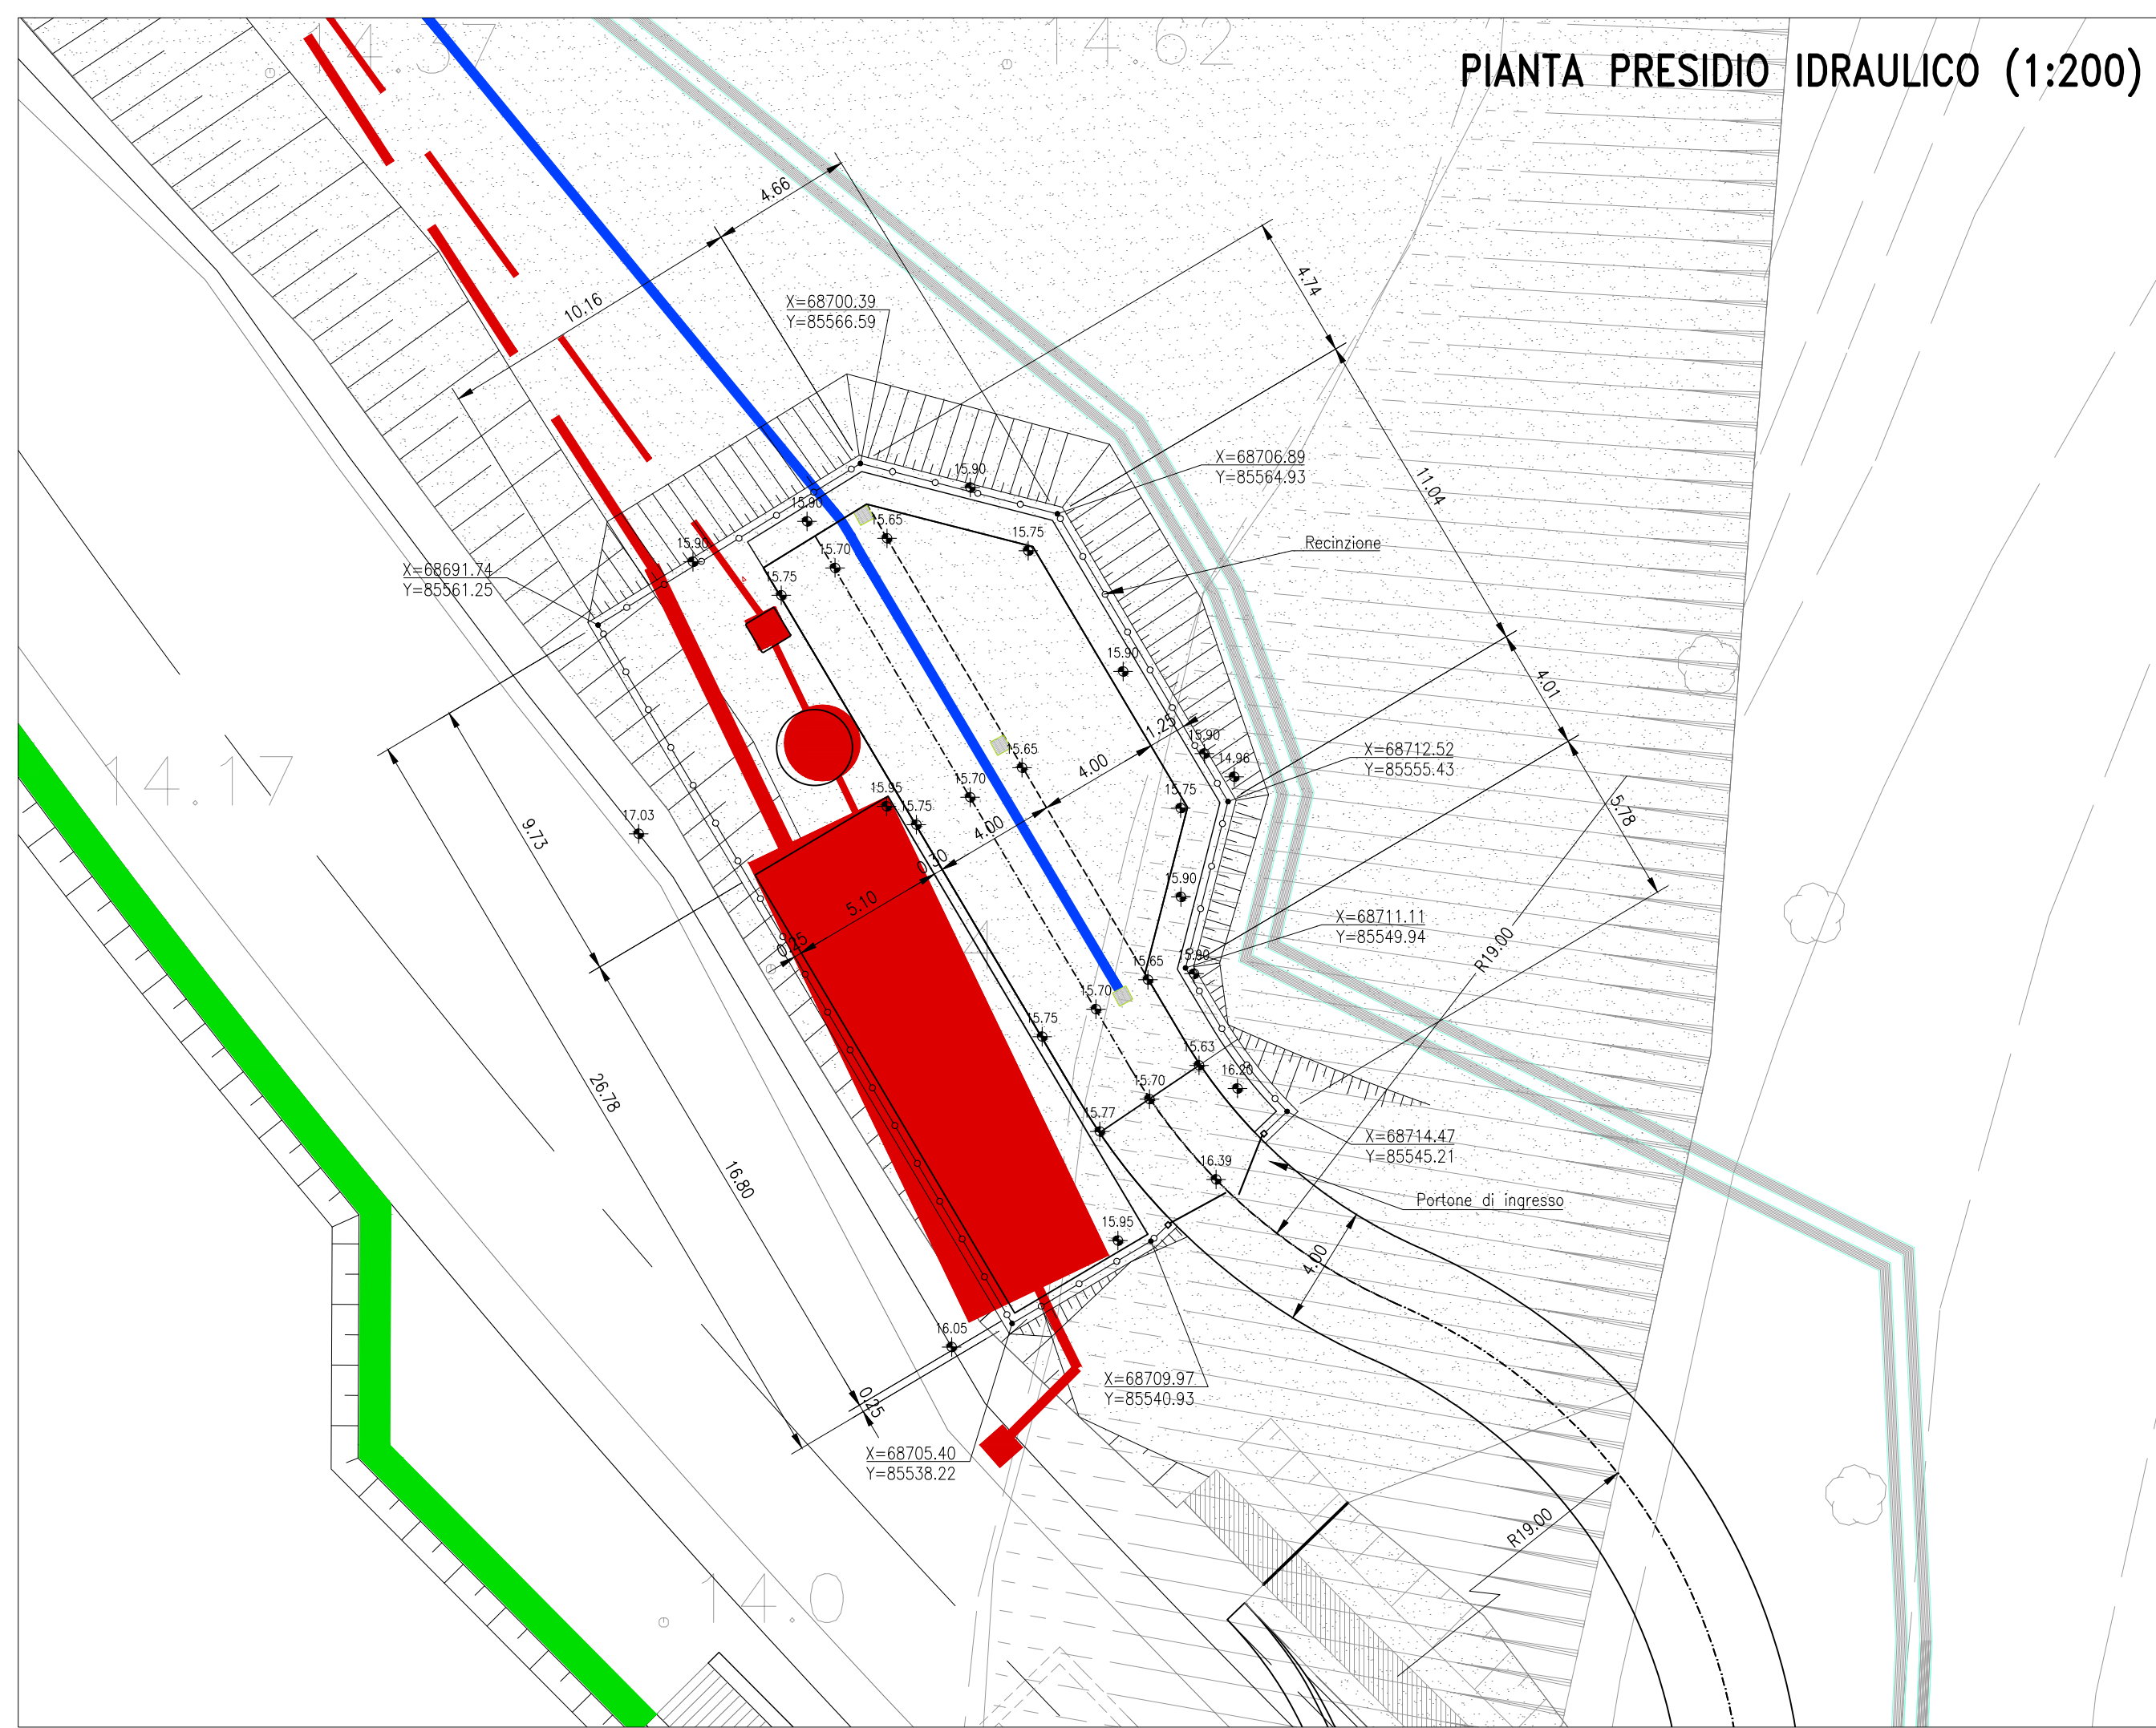 14.37
14.62
PIANTA PRESIDIO IDRAULICO (1:200)
4.66
10.16
4.74
X=68700.39
Y=85566.59
X=68706.89
Y=85564.93
11.04
15.90
15.90
15.65
15.75
Recinzione
15.90
15.70
15.75
X=68691.74
Y=85561.25
15.90
4.01
1.25
15.90
14.96
X=68712.52
Y=85555.43
14.17
15.65
4.00
15.70
15.75
5.78
17.03
9.73
15.95
15.75
4.00
0.30
5.10
15.90
X=68711.11
Y=85549.94
R19.00
0.25
15.65
15.90
15.70
15.75
26.78
15.63
16.20
15.70
15.77
X=68714.47
Y=85545.21
16.80
16.39
Portone di ingresso
15.95
4.00
16.05
X=68709.97
Y=85540.93
0.25
X=68705.40
Y=85538.22
R19.00
14.0